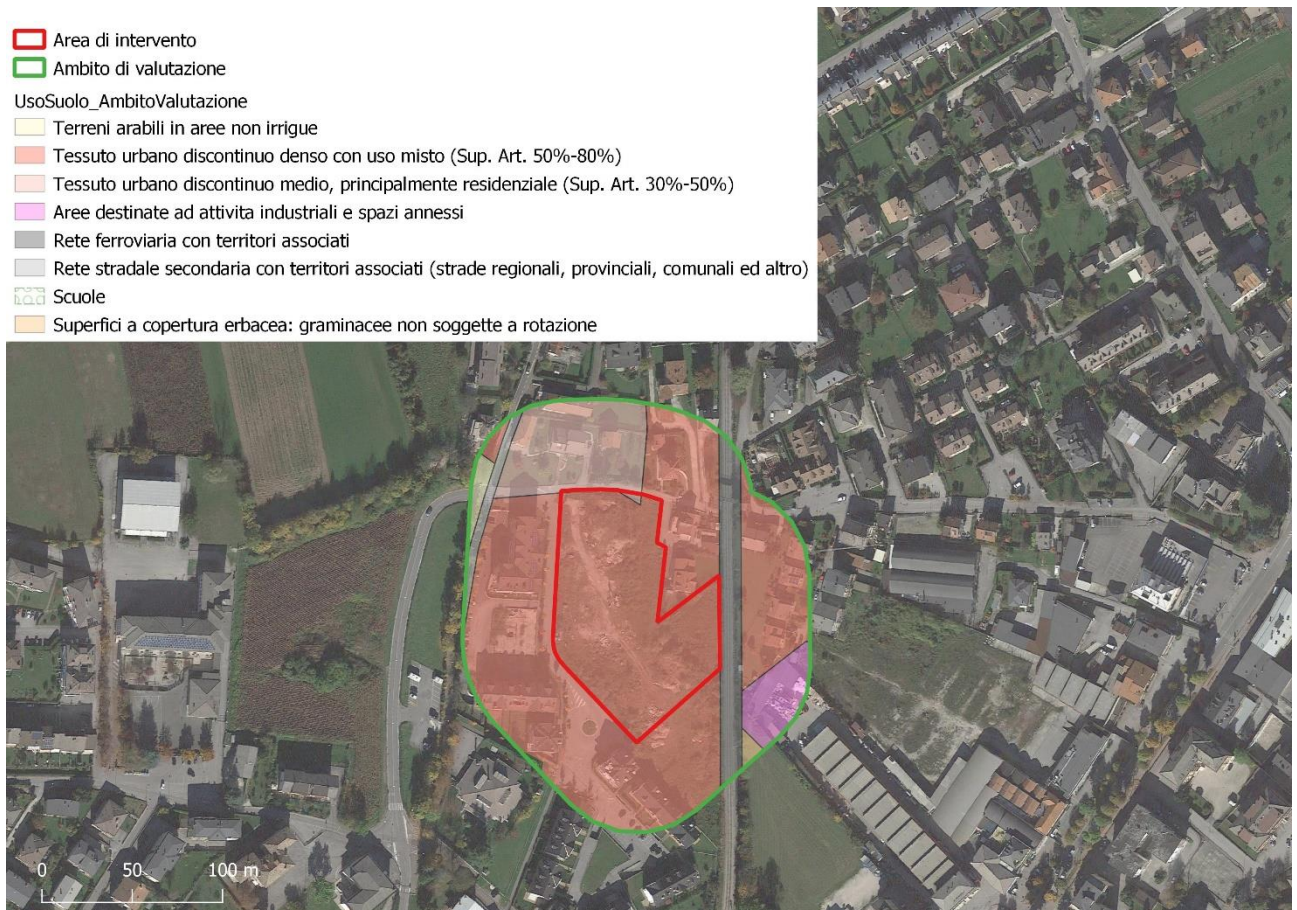 Area di intervento
Ambito di valutazione
UsoSuolo_AmbitoValutazione
Terreni arabili in aree non irrigue
Tessuto urbano discontinuo denso con uso misto (Sup. Art. 50%-80%)
Tessuto urbano discontinuo medio, principalmente residenziale (Sup. Art. 30%-50%)
Aree destinate ad attivita industriali e spazi annessi
Rete ferroviaria con territori associati
Rete stradale secondaria con territori associati (strade regionali, provinciali, comunali ed altro)
Scuole
Superfici a copertura erbacea: graminacee non soggette a rotazione
0 50 100 m